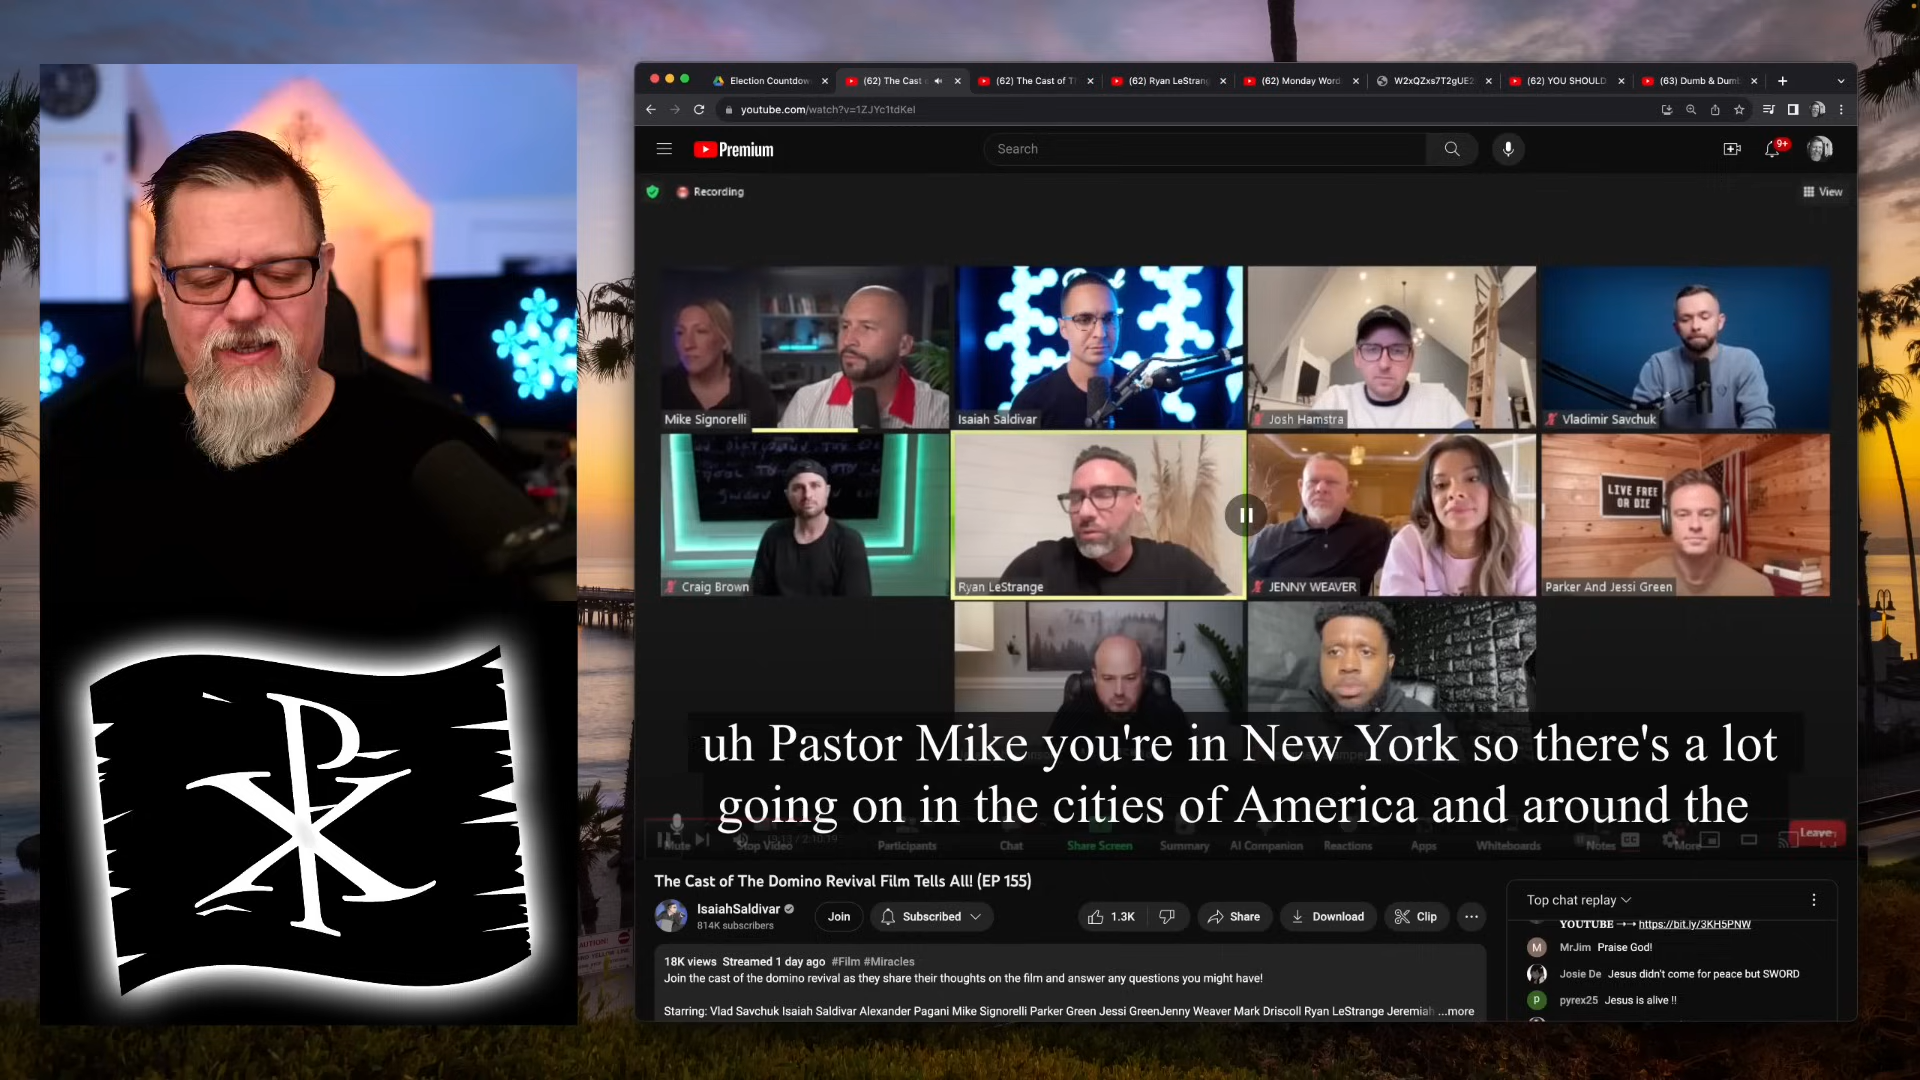 Election Countdow
(62) The Cast
(62) The Cast of T
(62) Ryan LeStrang
(62) Monday Word
W2xQZxs7T2gUE2
(62) YOU SHOULD
(63) Dumb & Dum
youtube.com/watch?v=1ZJYc1tdKeI
Premium
Search
9+
Recording
View
Mike Signorelli
Isaiah Saldivar
Josh Hamstra
Vladimir Savchuk
LIVE FREE
OR DIE
Craig Brown
Ryan LeStrange
JENNY WEAVER
Parker And Jessi Green
uh Pastor Mike you're in New York so there's a lot
going on in the cities of America and around the
Mute
Stop Video
Participants
Chat
Share Screen
Summary
AI Companion
Reactions
Apps
Whiteboards
Notes
More
Leave
The Cast of The Domino Revival Film Tells All! (EP 155)
IsaiahSaldivar
814K subscribers
Join
Subscribed
1.3K
Share
Download
Clip
18K views Streamed 1 day ago #Film #Miracles
Join the cast of the domino revival as they share their thoughts on the film and answer any questions you might have!
Starring: Vlad Savchuk Isaiah Saldivar Alexander Pagani Mike Signorelli Parker Green Jessi GreenJenny Weaver Mark Driscoll Ryan LeStrange Jeremiah ...more
Top chat replay
YOUTUBE →→ https://bit.ly/3KH5PNW
M MrJim Praise God!
Josie De Jesus didn't come for peace but SWORD
P pyrex25 Jesus is alive !!